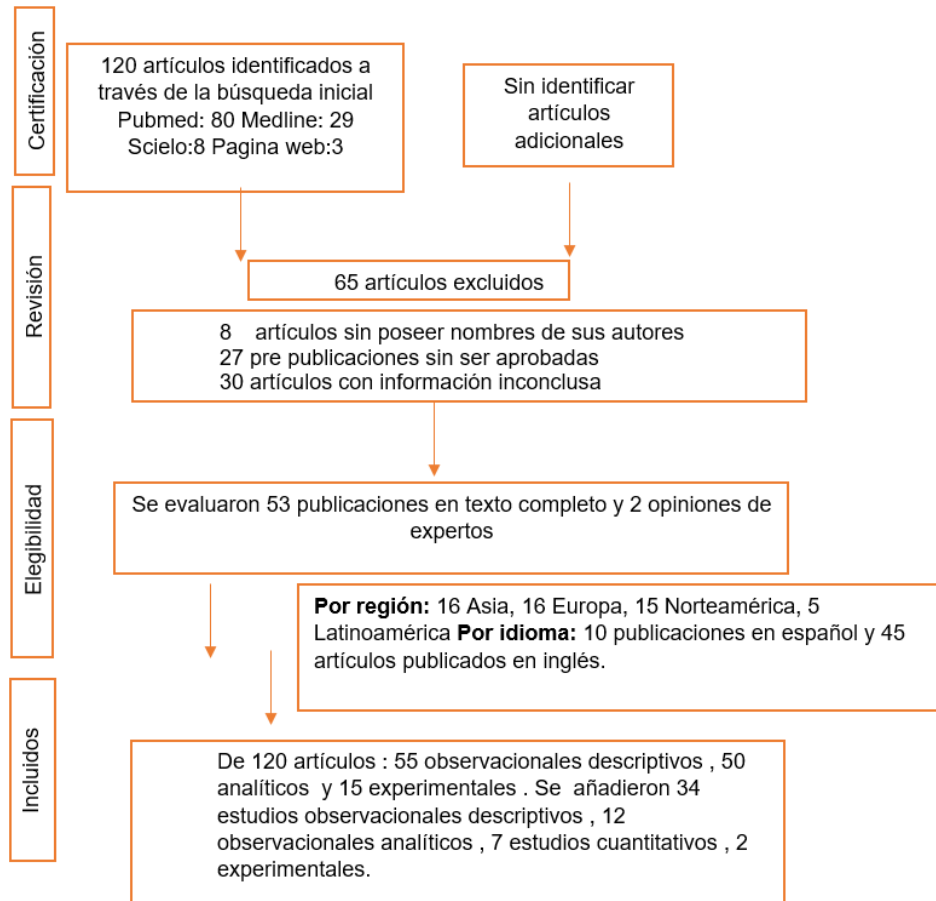 Certificación
120 artículos identificados a
través de la búsqueda inicial
Pubmed: 80 Medline: 29
Scielo:8 Pagina web:3
Sin identificar
artículos
adicionales
Revisión
65 artículos excluidos
8 artículos sin poseer nombres de sus autores
27 pre publicaciones sin ser aprobadas
30 artículos con información inconclusa
Elegibilidad
Se evaluaron 53 publicaciones en texto completo y 2 opiniones de
expertos
Por región: 16 Asia, 16 Europa, 15 Norteamérica, 5
Latinoamérica Por idioma: 10 publicaciones en español y 45
artículos publicados en inglés.
Incluidos
De 120 artículos : 55 observacionales descriptivos , 50
analíticos y 15 experimentales . Se añadieron 34
estudios observacionales descriptivos , 12
observacionales analíticos , 7 estudios cuantitativos , 2
experimentales.